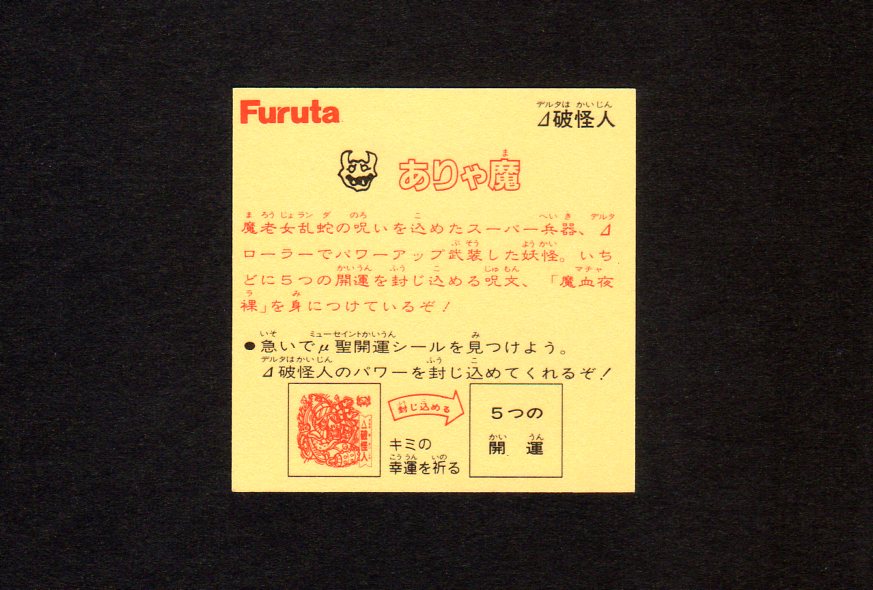 Furuta
デルタは かいじん
⊿破怪人
ま
ありゃ魔
ま ろうじょラン ダ のろ こ へいき デルタ
魔老女乱蛇の呪いを込めたスーパー兵器、⊿
ぶそう ようかい
ローラーでパワーアップ武装した妖怪。いち
かいうん ふう こ じゅもん マチャ
どに5つの開運を封じ込める呪文、「魔血夜
ラ み
裸」を身につけているぞ!
いそ ミューセイントかいうん み
●急いでμ聖開運シールを見つけよう。
デルタはかいじん ふう こ
⊿破怪人のパワーを封じ込めてくれるぞ!
⊿破怪人
封じ込める
キミの
こううん いの
幸運を祈る
5つの
かい うん
開 運